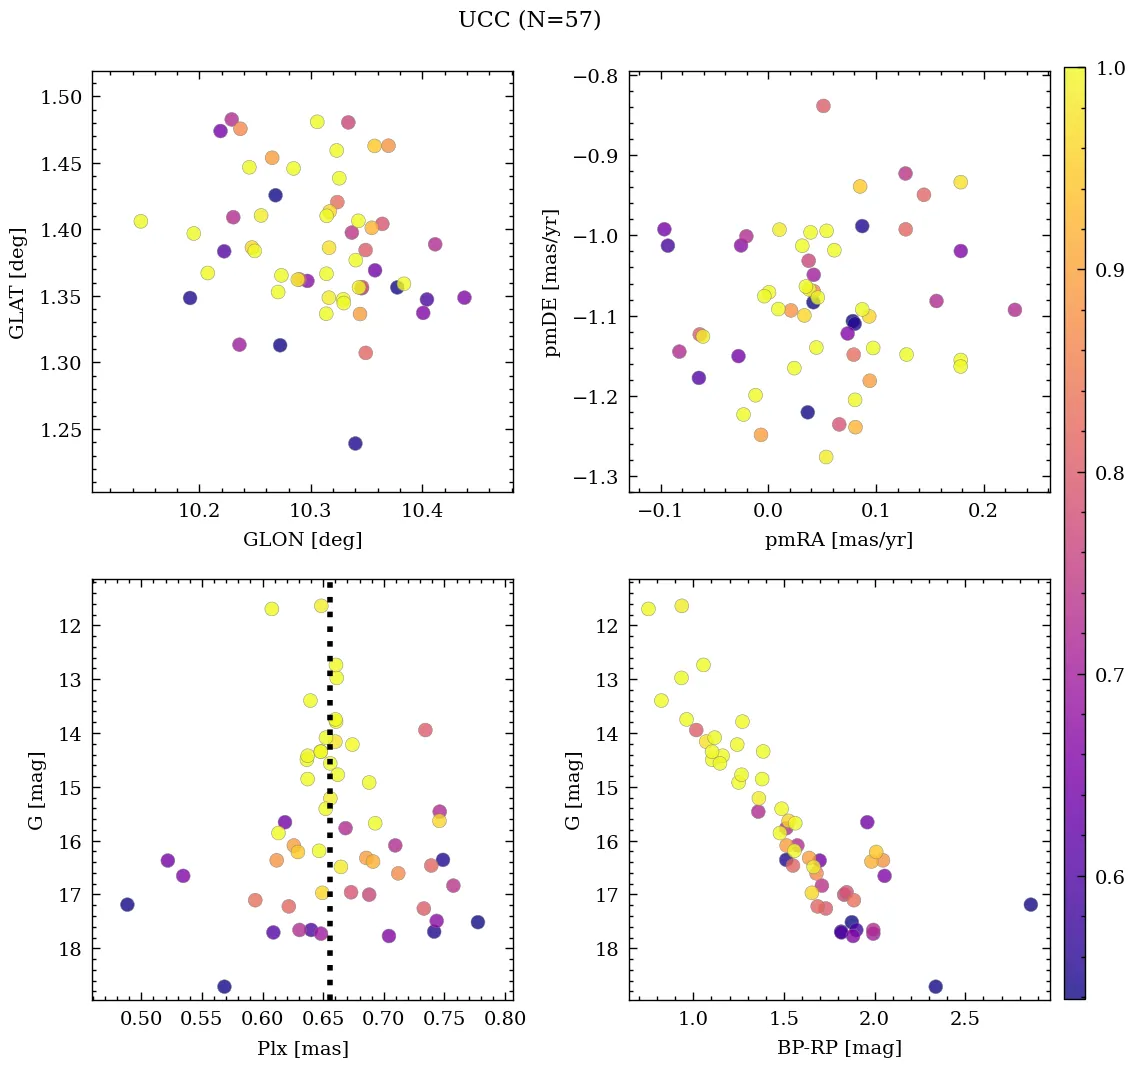 UCC (N=57)
1.50
1.45
1.40
1.35
1.30
1.25
GLAT [deg]
10.2 10.3 10.4
GLON [deg]
−0.8
−0.9
−1.0
−1.1
−1.2
−1.3
pmDE [mas/yr]
−0.1 0.0 0.1 0.2
pmRA [mas/yr]
12
13
14
15
16
17
18
G [mag]
0.50 0.55 0.60 0.65 0.70 0.75 0.80
Plx [mas]
12
13
14
15
16
17
18
G [mag]
1.0 1.5 2.0 2.5
BP-RP [mag]
1.0
0.9
0.8
0.7
0.6